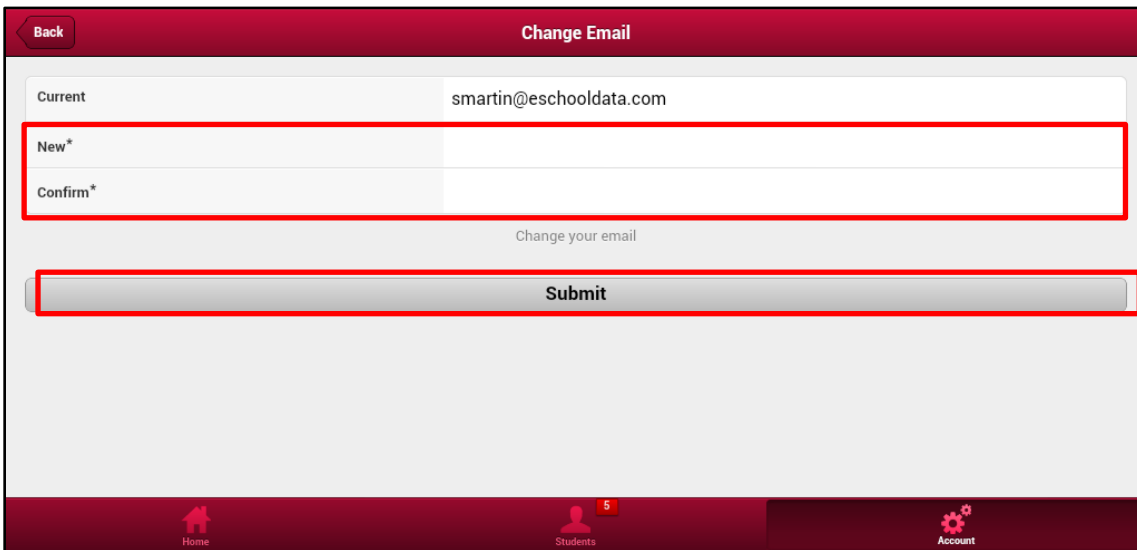 Back
Change Email
Current
smartin@eschooldata.com
New*
Confirm*
Change your email
Submit
5
Home
Students
Account